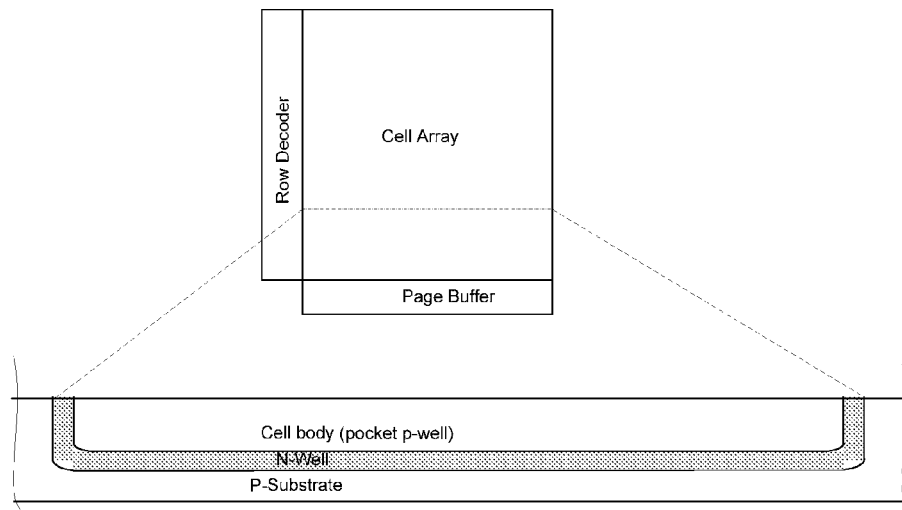 Cell Array
Row Decoder
Page Buffer
Cell body (pocket p-well)
N-Well
P-Substrate